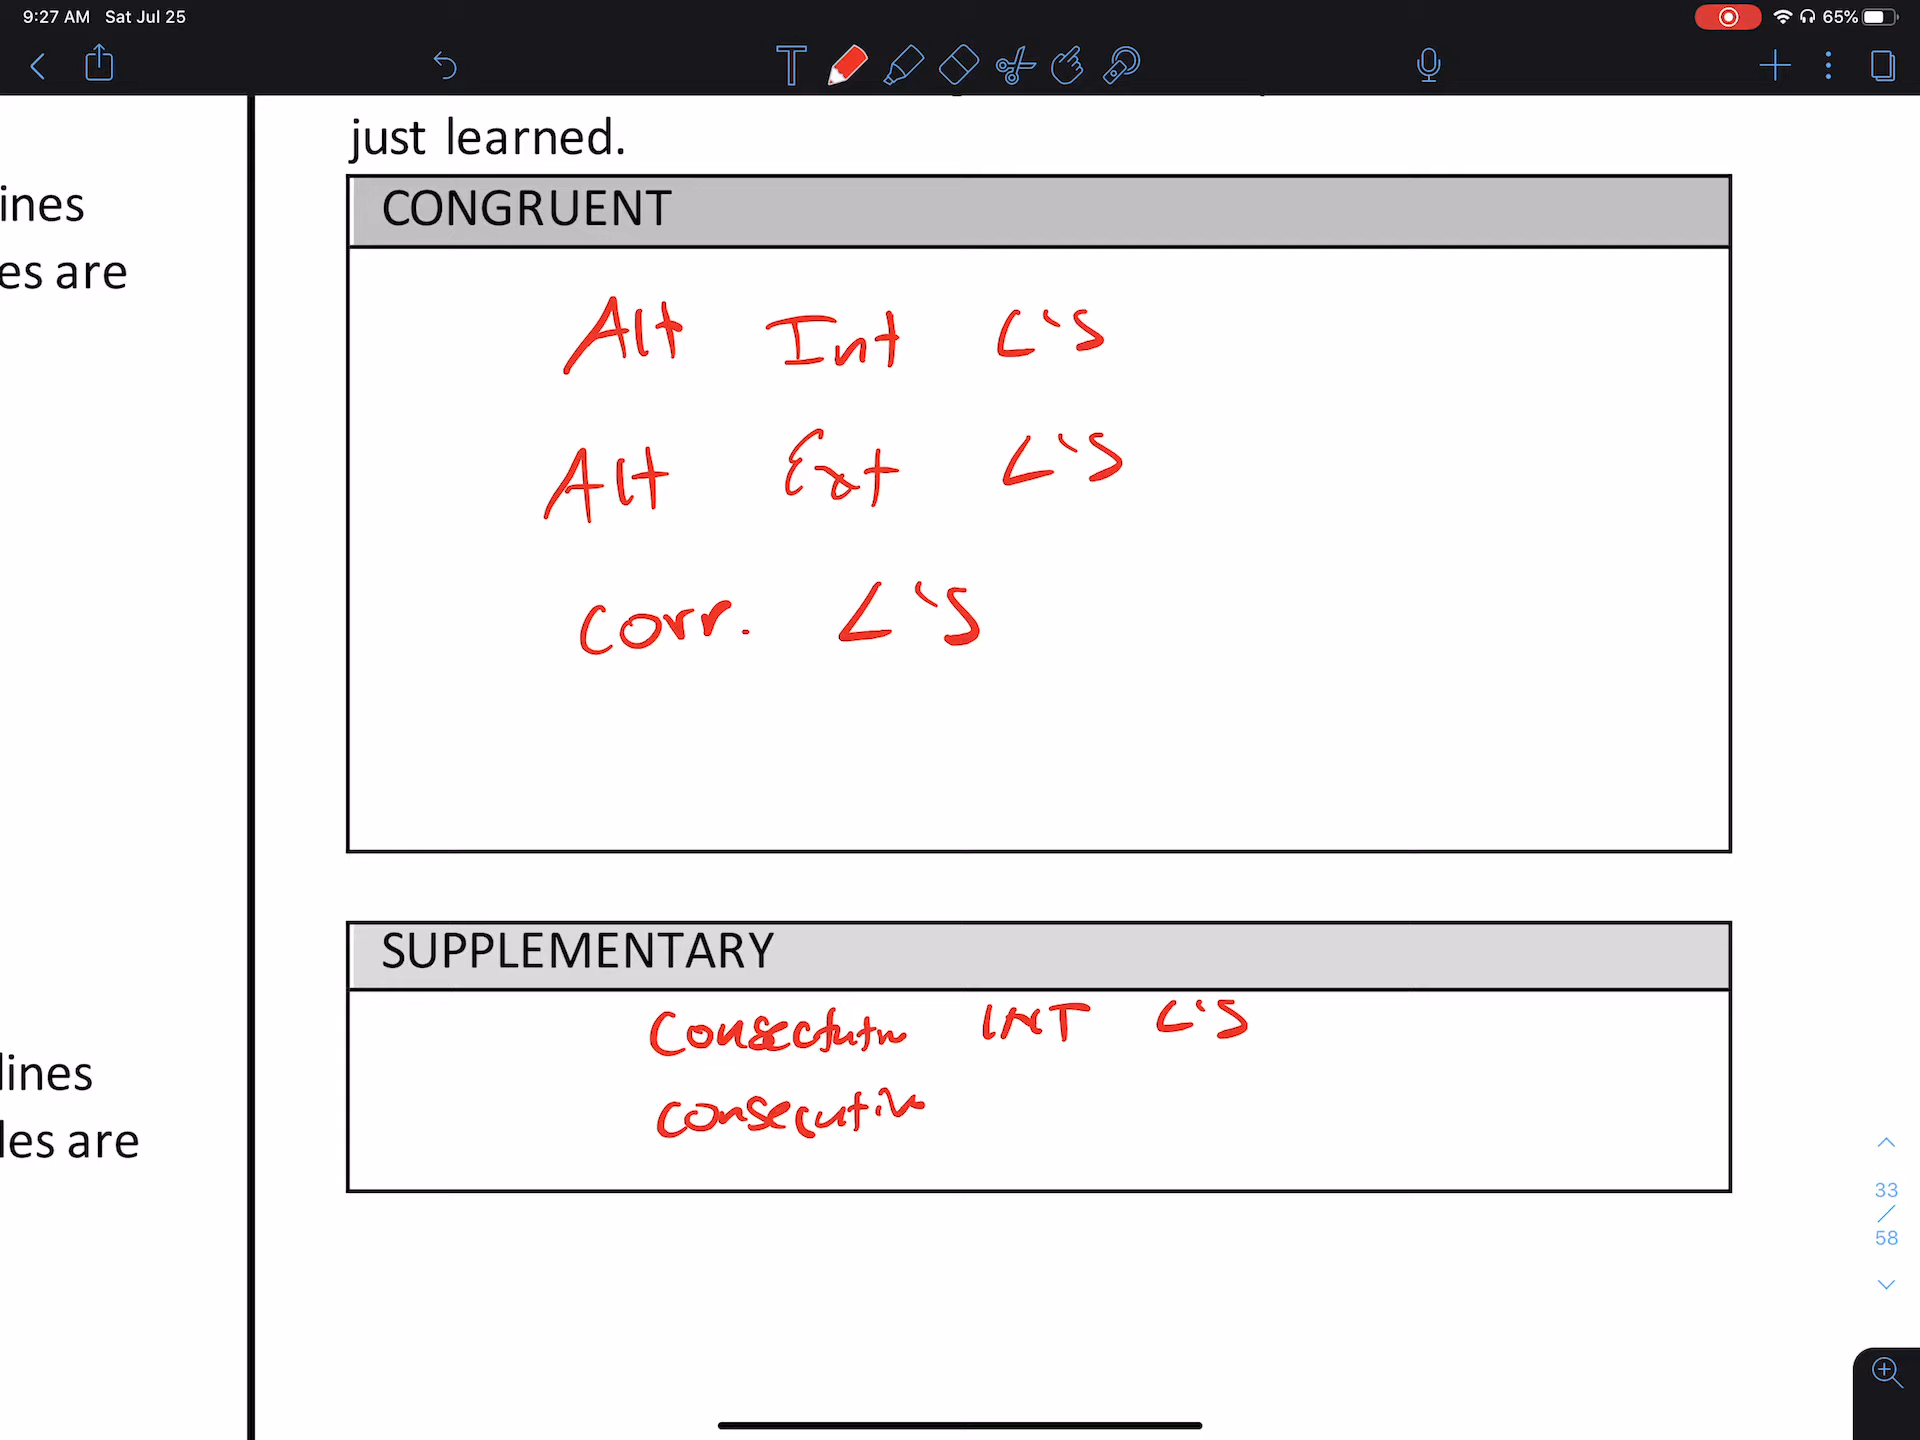 9:27 AM Sat Jul 25
65%
just learned.
ines
es are
CONGRUENT
Alt Int ∠'s
Alt Ext ∠'s
Corr. ∠'s
SUPPLEMENTARY
INT ∠'s
consecutive
lines
les are
33
/
58